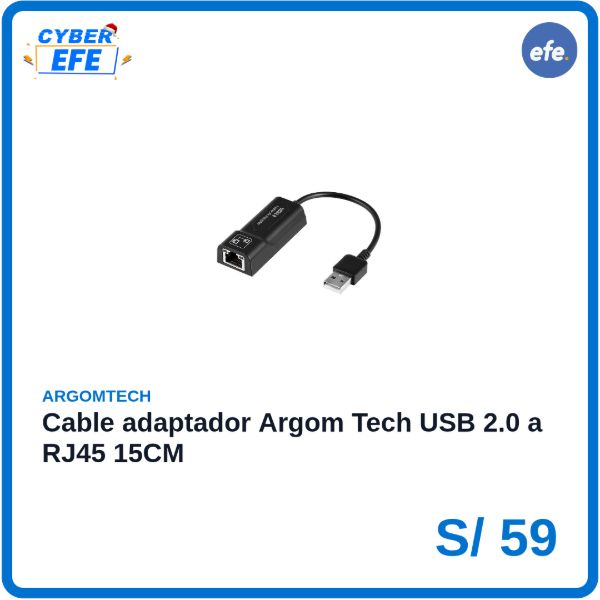 CYBER
EFE
efe.
ARGOMTECH
Cable adaptador Argom Tech USB 2.0 a
RJ45 15CM
S/ 59